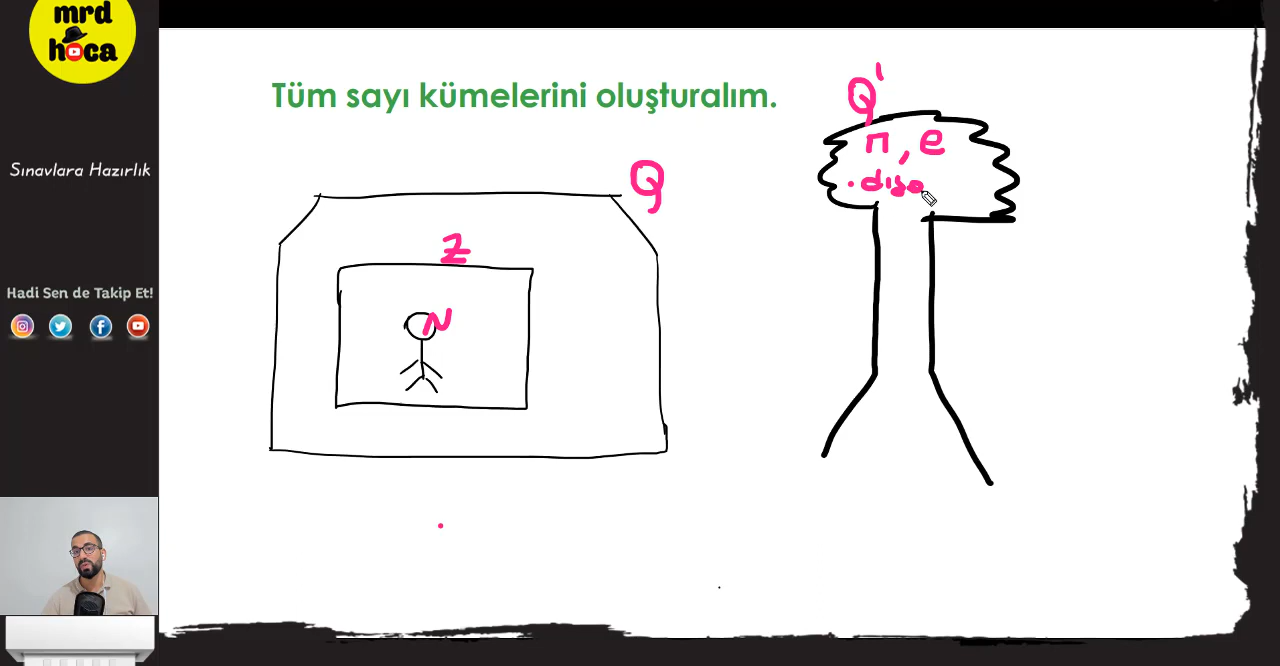 mrd
hoca
Sınavlara Hazırlık
Hadi Sen de Takip Et!
Tüm sayı kümelerini oluşturalım.
Q'
π, e
Q
Z
N